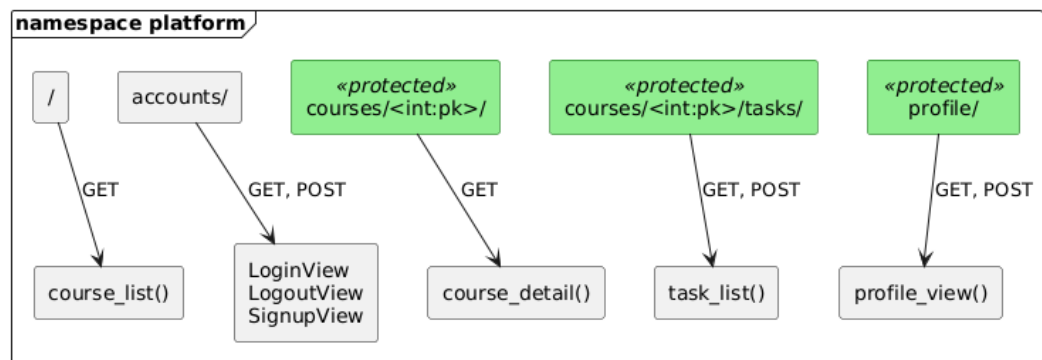 namespace platform
/
accounts/
«protected»
courses/<int:pk>/
«protected»
courses/<int:pk>/tasks/
«protected»
profile/
GET
GET, POST
GET
GET, POST
GET, POST
course_list()
LoginView
LogoutView
SignupView
course_detail()
task_list()
profile_view()